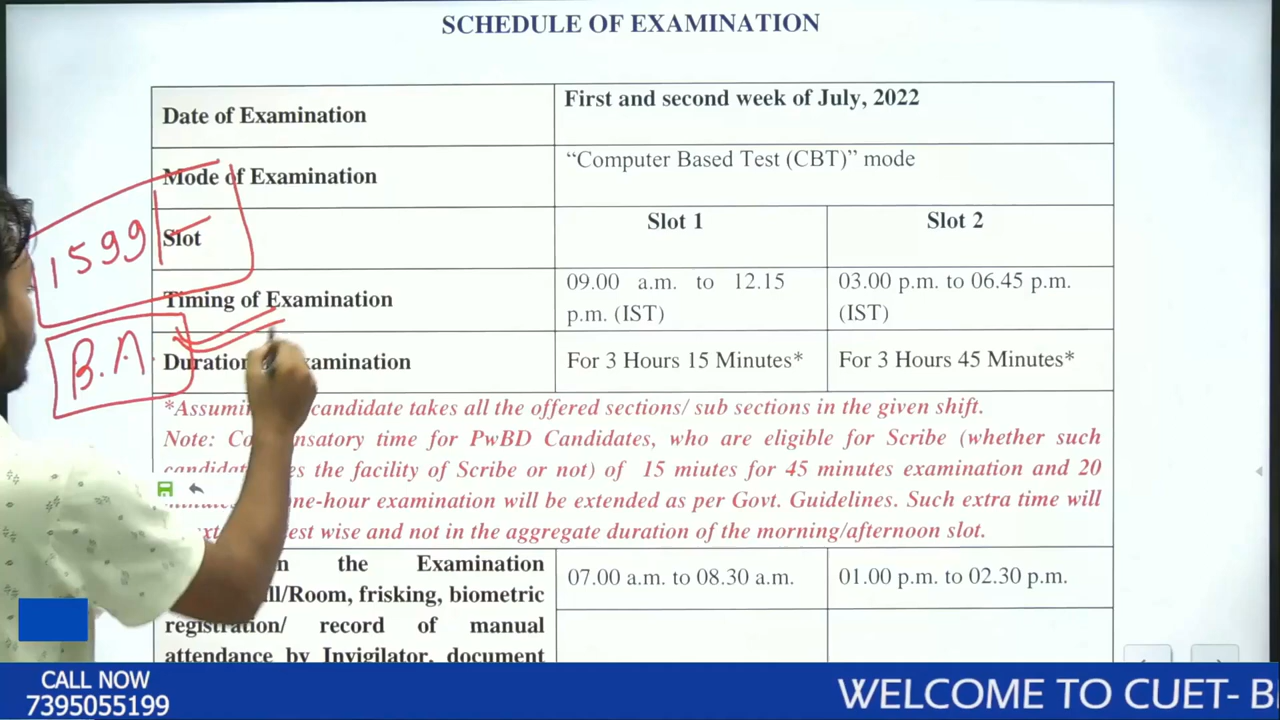 SCHEDULE OF EXAMINATION
Date of Examination
First and second week of July, 2022
Mode of Examination
“Computer Based Test (CBT)” mode
Slot
Slot 1
Slot 2
1599/-
Timing of Examination
09.00 a.m. to 12.15
p.m. (IST)
03.00 p.m. to 06.45 p.m.
(IST)
B.A
Duration
xamination
For 3 Hours 15 Minutes*
For 3 Hours 45 Minutes*
*Assumi candidate takes all the offered sections/ sub sections in the given shift.
Note: Co nsatory time for PwBD Candidates, who are eligible for Scribe (whether such
candidat es the facility of Scribe or not) of 15 miutes for 45 minutes examination and 20
ne-hour examination will be extended as per Govt. Guidelines. Such extra time will
ext est wise and not in the aggregate duration of the morning/afternoon slot.
n the Examination
ll/Room, frisking, biometric
registration/ record of manual
attendance by Invigilator, document
07.00 a.m. to 08.30 a.m.
01.00 p.m. to 02.30 p.m.
CALL NOW
7395055199
WELCOME TO CUET- B